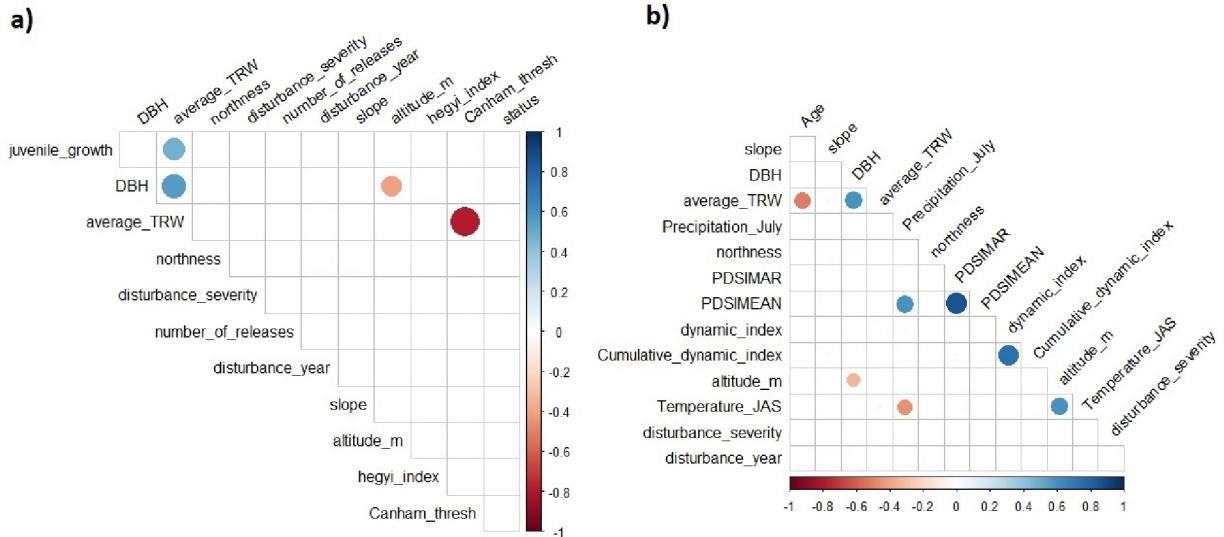 a)
DBH
average_TRW
northness
disturbance_severity
number_of_releases
disturbance_year
slope
altitude_m
hegyi_index
Canham_thresh
status
juvenile_growth
DBH
average_TRW
northness
disturbance_severity
number_of_releases
disturbance_year
slope
altitude_m
hegyi_index
Canham_thresh
1
0.8
0.6
0.4
0.2
0
-0.2
-0.4
-0.6
-0.8
-1
b)
Age
slope
DBH
average_TRW
Precipitation_July
northness
PDSIMAR
PDSIMEAN
dynamic_index
Cumulative_dynamic_index
altitude_m
Temperature_JAS
disturbance_severity
slope
DBH
average_TRW
Precipitation_July
northness
PDSIMAR
PDSIMEAN
dynamic_index
Cumulative_dynamic_index
altitude_m
Temperature_JAS
disturbance_severity
disturbance_year
-1 -0.8 -0.6 -0.4 -0.2 0 0.2 0.4 0.6 0.8 1